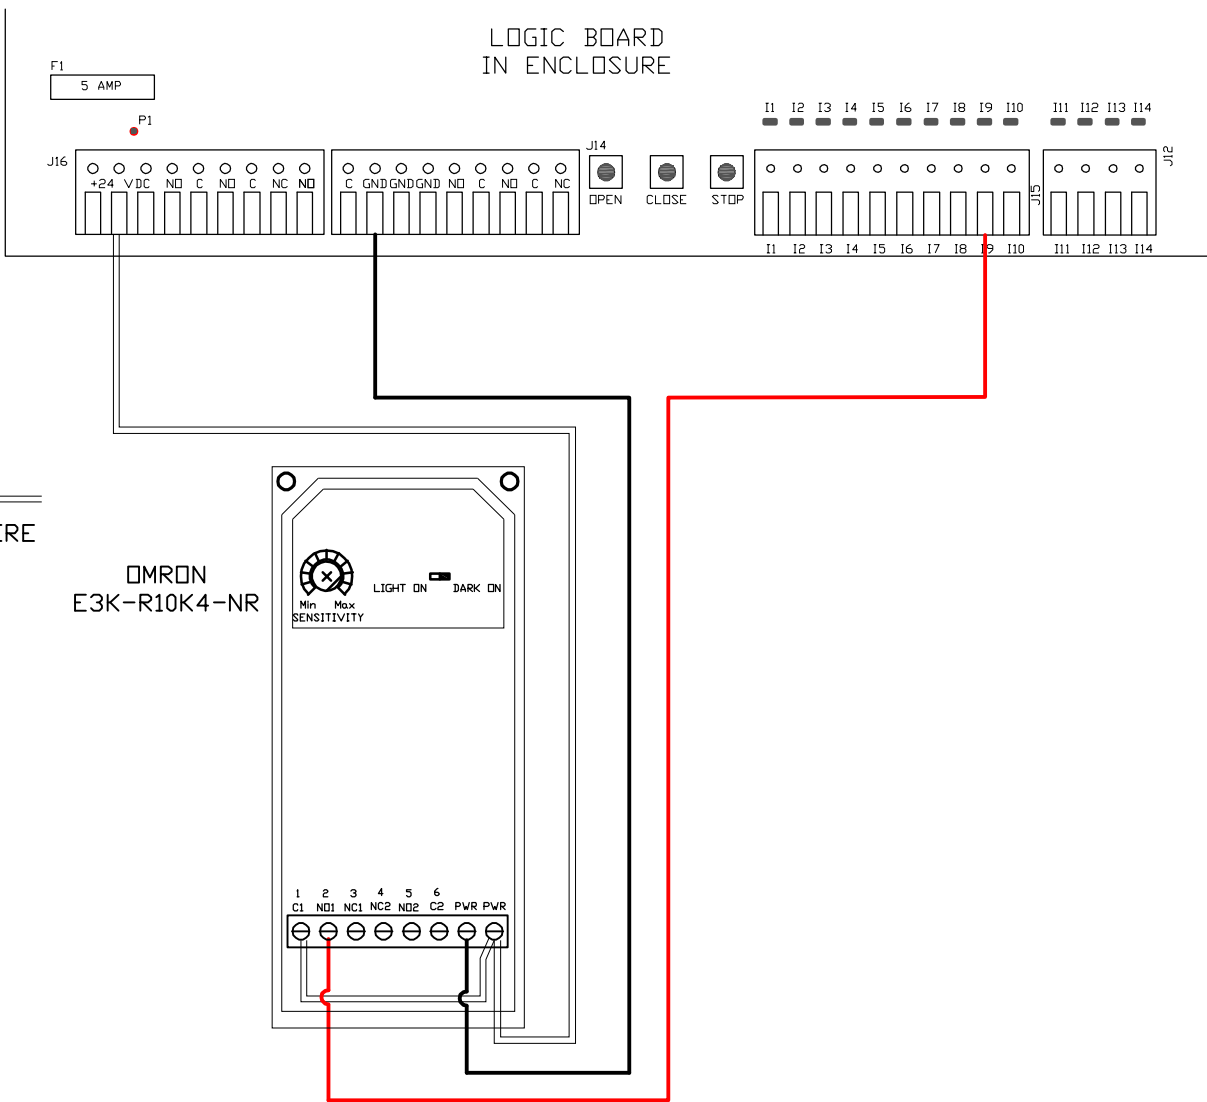 LOGIC BOARD
IN ENCLOSURE
F1
5 AMP
P1
I1 I2 I3 I4 I5 I6 I7 I8 I9 I10 I11 I12 I13 I14
J16
J14
J12
+24 VDC NO C NO C NC NO
C GND GND GND NO C NO C NC
OPEN CLOSE STOP
J15
I1 I2 I3 I4 I5 I6 I7 I8 I9 I10 I11 I12 I13 I14
ERE
OMRON
E3K-R10K4-NR
LIGHT ON DARK ON
Min Max
SENSITIVITY
1 2 3 4 5 6
C1 NO1 NC1 NC2 NO2 C2 PWR PWR